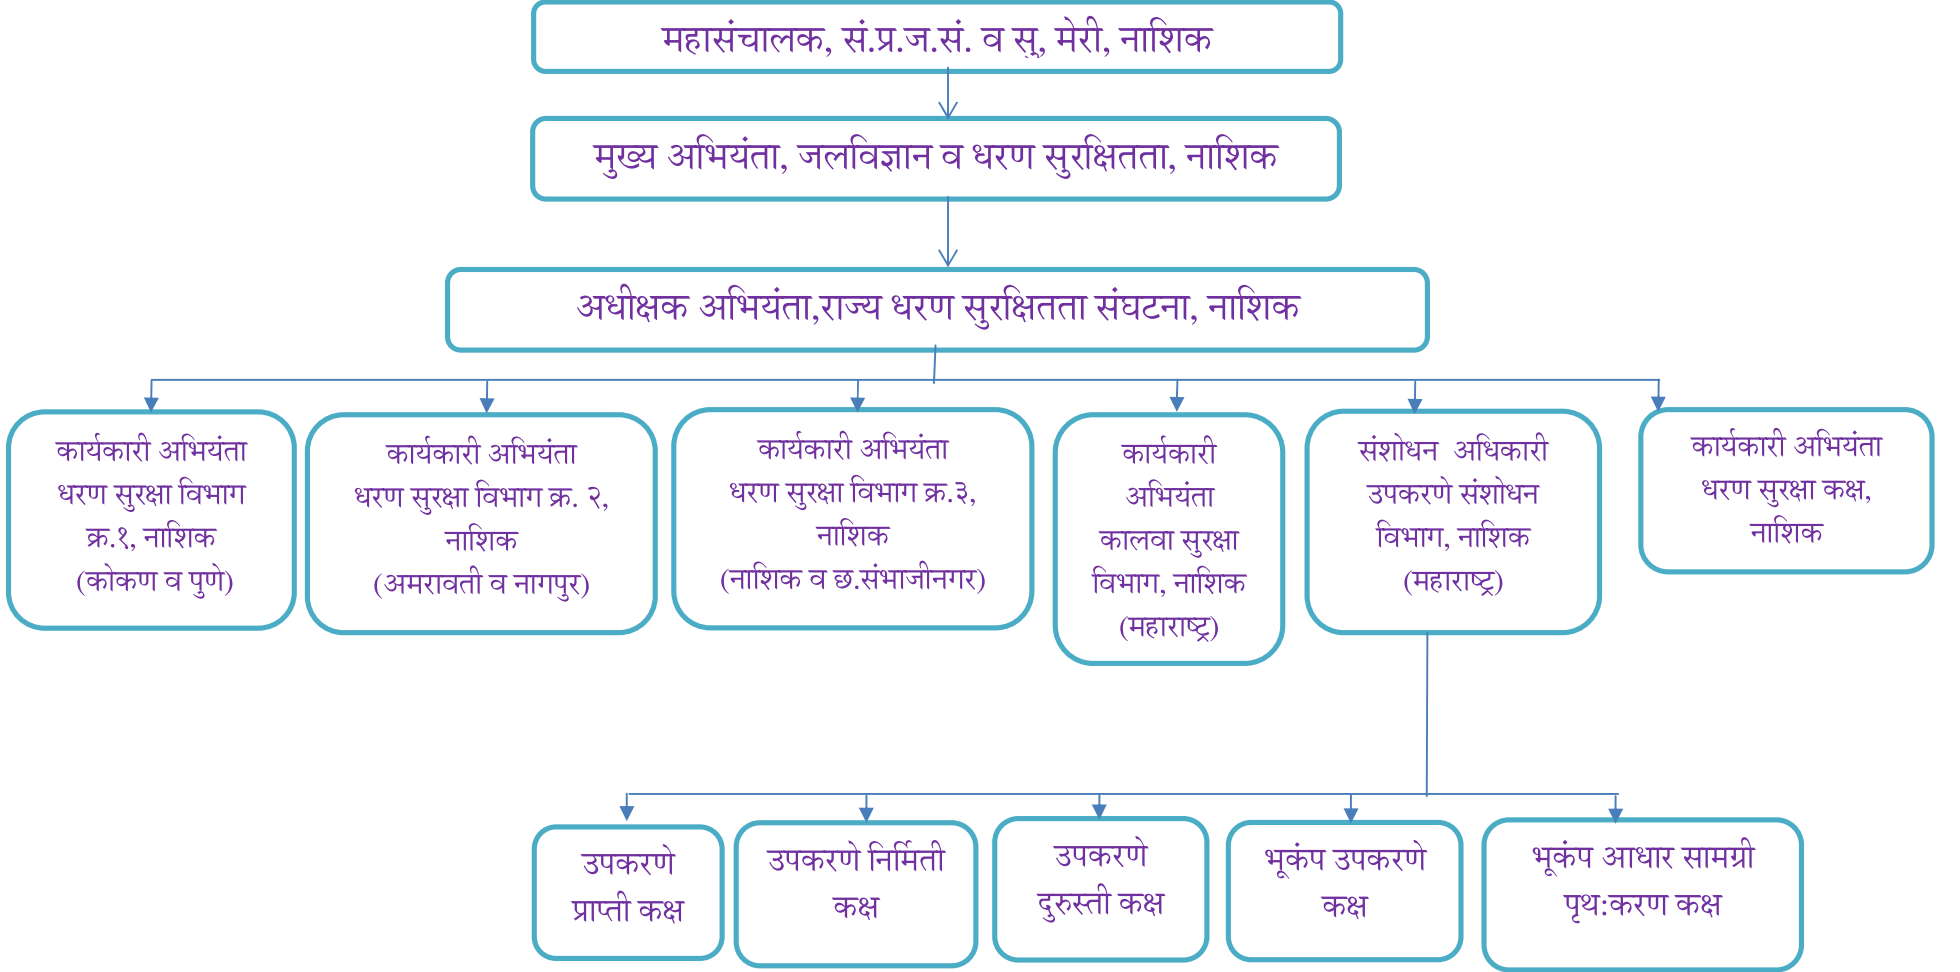 महासंचालक, सं.प्र.ज.सं. व सु, मेरी, नाशिक
मुख्य अभियंता, जलविज्ञान व धरण सुरक्षितता, नाशिक
अधीक्षक अभियंता,राज्य धरण सुरक्षितता संघटना, नाशिक
कार्यकारी अभियंता
धरण सुरक्षा विभाग
क्र.१, नाशिक
(कोकण व पुणे)
कार्यकारी अभियंता
धरण सुरक्षा विभाग क्र. २,
नाशिक
(अमरावती व नागपुर)
कार्यकारी अभियंता
धरण सुरक्षा विभाग क्र.३,
नाशिक
(नाशिक व छ.संभाजीनगर)
कार्यकारी
अभियंता
कालवा सुरक्षा
विभाग, नाशिक
(महाराष्ट्र)
संशोधन अधिकारी
उपकरणे संशोधन
विभाग, नाशिक
(महाराष्ट्र)
कार्यकारी अभियंता
धरण सुरक्षा कक्ष,
नाशिक
उपकरणे
प्राप्ती कक्ष
उपकरणे निर्मिती
कक्ष
उपकरणे
दुरुस्ती कक्ष
भूकंप उपकरणे
कक्ष
भूकंप आधार सामग्री
पृथ:करण कक्ष